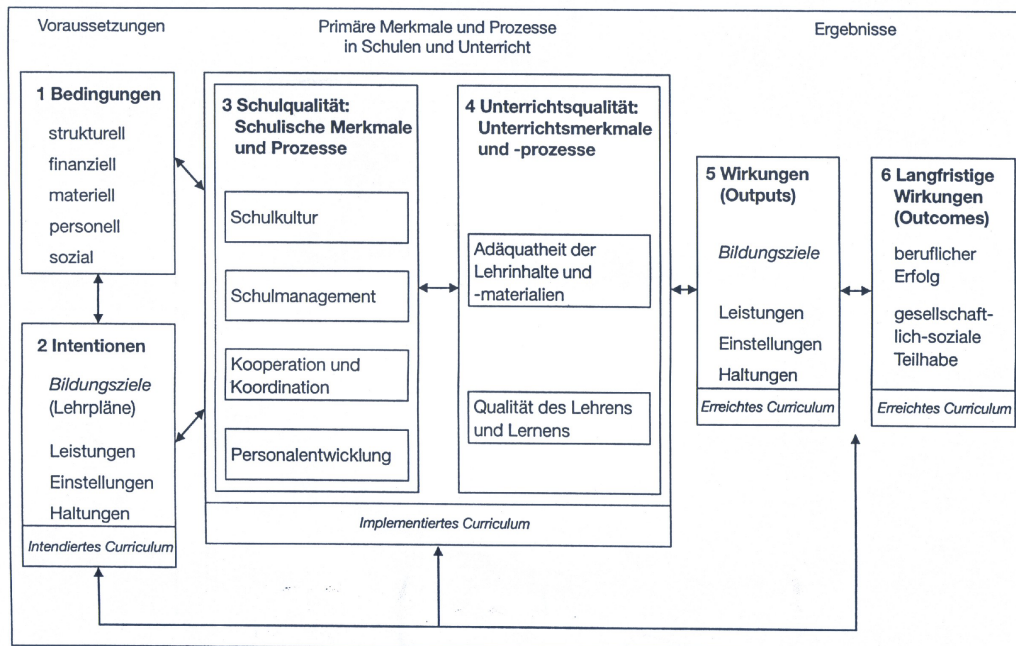 Voraussetzungen
Primäre Merkmale und Prozesse
in Schulen und Unterricht
Ergebnisse
1 Bedingungen
strukturell
finanziell
materiell
personell
sozial
2 Intentionen
Bildungsziele
(Lehrpläne)
Leistungen
Einstellungen
Haltungen
Intendiertes Curriculum
3 Schulqualität:
Schulische Merkmale
und Prozesse
Schulkultur
Schulmanagement
Kooperation und
Koordination
Personalentwicklung
4 Unterrichtsqualität:
Unterrichtsmerkmale
und -prozesse
Adäquatheit der
Lehrinhalte und
-materialien
Qualität des Lehrens
und Lernens
Implementiertes Curriculum
5 Wirkungen
(Outputs)
Bildungsziele
Leistungen
Einstellungen
Haltungen
Erreichtes Curriculum
6 Langfristige
Wirkungen
(Outcomes)
beruflicher
Erfolg
gesellschaft-
lich-soziale
Teilhabe
Erreichtes Curriculum